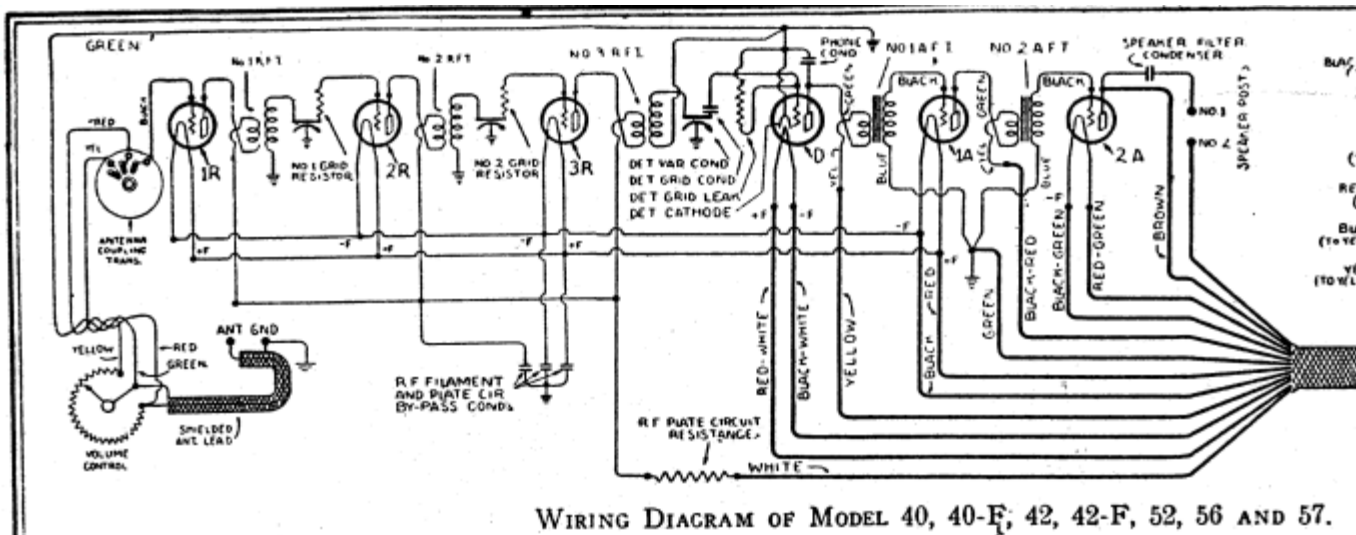 GREEN
No 1 R F T
No 2 R F T
NO 3 R F T
PHONE
COND
NO 1 A F T
NO 2 A F T
SPEAKER FILTER
CONDENSER
BLACK
RED
YEL
1R
NO. 1 GRID
RESISTOR
2R
NO. 2 GRID
RESISTOR
3R
DET VAR COND
DET GRID COND
DET GRID LEAK
DET CATHODE
D
GREEN
BLACK
YEL
BLUE
1A
GREEN
YEL
BLACK
BLUE
2 A
NO. 1
NO. 2
SPEAKER POSTS
ANTENNA
COUPLING
TRANS.
+F
-F
+F
-F
+F
+F
-F
-F
+F
-F
RED-WHITE
BLACK-WHITE
YELLOW
BLACK
RED
GREEN
BLACK-RED
BLACK-GREEN
RED-GREEN
BROWN
YELLOW
RED
GREEN
ANT GND
SHIELDED
ANT LEAD
VOLUME
CONTROL
R F FILAMENT
AND PLATE CIR
BY-PASS CONDS
R F PLATE CIRCUIT
RESISTANCE
WHITE
(TO YE
(TO YEL
WIRING DIAGRAM OF MODEL 40, 40-F, 42, 42-F, 52, 56 AND 57.